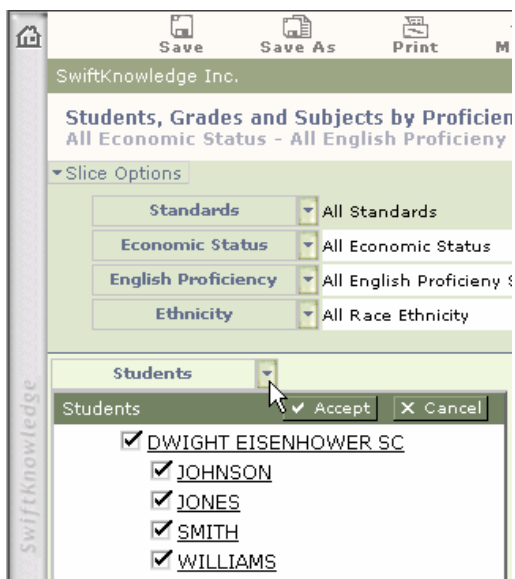 Save Save As Print M
SwiftKnowledge Inc.
Students, Grades and Subjects by Proficien
All Economic Status - All English Proficieny
Slice Options
Standards All Standards
Economic Status All Economic Status
English Proficiency All English Proficieny S
Ethnicity All Race Ethnicity
Students
Students Accept Cancel
DWIGHT EISENHOWER SC
JOHNSON
JONES
SMITH
WILLIAMS
SwiftKnowledge